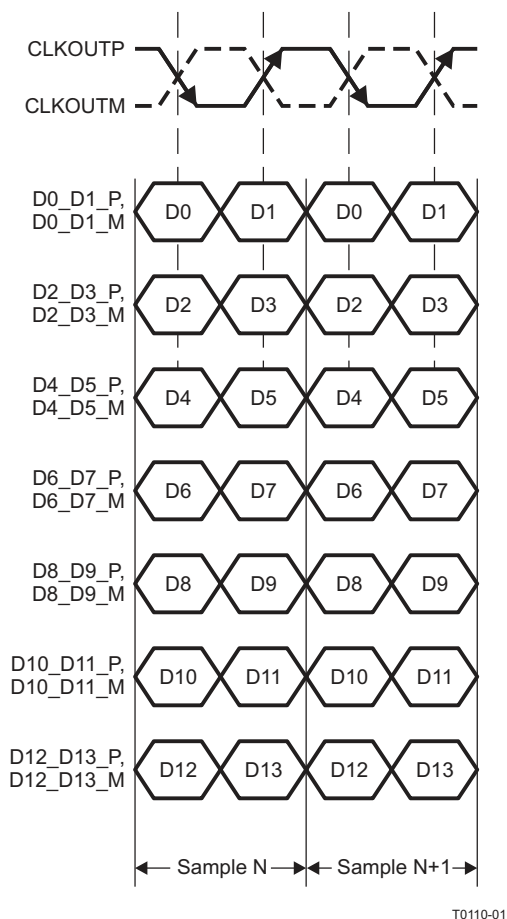 CLKOUTP
CLKOUTM
D0_D1_P,
D0_D1_M
D0 D1 D0 D1
D2_D3_P,
D2_D3_M
D2 D3 D2 D3
D4_D5_P,
D4_D5_M
D4 D5 D4 D5
D6_D7_P,
D6_D7_M
D6 D7 D6 D7
D8_D9_P,
D8_D9_M
D8 D9 D8 D9
D10_D11_P,
D10_D11_M
D10 D11 D10 D11
D12_D13_P,
D12_D13_M
D12 D13 D12 D13
Sample N Sample N+1
T0110-01